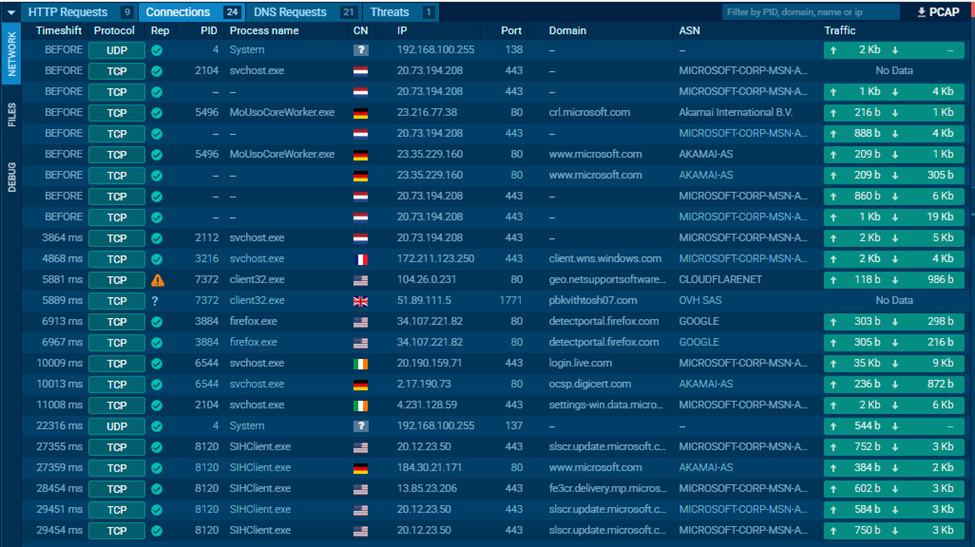 HTTP Requests 9 Connections 24 DNS Requests 21 Threats 1 Filter by PID, domain, name or ip PCAP
NETWORK
FILES
DEBUG
Timeshift Protocol Rep PID Process name CN IP Port Domain ASN Traffic
BEFORE UDP 4 System ? 192.168.100.255 138 – – 2 Kb –
BEFORE TCP 2104 svchost.exe 20.73.194.208 443 – MICROSOFT-CORP-MSN-A... No Data
BEFORE TCP – – 20.73.194.208 443 – MICROSOFT-CORP-MSN-A... 1 Kb 4 Kb
BEFORE TCP 5496 MoUsoCoreWorker.exe 23.216.77.38 80 crl.microsoft.com Akamai International B.V. 216 b 1 Kb
BEFORE TCP – – 20.73.194.208 443 – MICROSOFT-CORP-MSN-A... 888 b 4 Kb
BEFORE TCP 5496 MoUsoCoreWorker.exe 23.35.229.160 80 www.microsoft.com AKAMAI-AS 209 b 1 Kb
BEFORE TCP – – 23.35.229.160 80 www.microsoft.com AKAMAI-AS 209 b 305 b
BEFORE TCP – – 20.73.194.208 443 – MICROSOFT-CORP-MSN-A... 860 b 6 Kb
BEFORE TCP – – 20.73.194.208 443 – MICROSOFT-CORP-MSN-A... 1 Kb 19 Kb
3864 ms TCP 2112 svchost.exe 20.73.194.208 443 – MICROSOFT-CORP-MSN-A... 2 Kb 5 Kb
4868 ms TCP 3216 svchost.exe 172.211.123.250 443 client.wns.windows.com MICROSOFT-CORP-MSN-A... 2 Kb 4 Kb
5881 ms TCP 7372 client32.exe 104.26.0.231 80 geo.netsupportsoftware... CLOUDFLARENET 118 b 986 b
5889 ms TCP ? 7372 client32.exe 51.89.111.5 1771 pbkvithtosh07.com OVH SAS No Data
6913 ms TCP 3884 firefox.exe 34.107.221.82 80 detectportal.firefox.com GOOGLE 303 b 298 b
6967 ms TCP 3884 firefox.exe 34.107.221.82 80 detectportal.firefox.com GOOGLE 305 b 216 b
10009 ms TCP 6544 svchost.exe 20.190.159.71 443 login.live.com MICROSOFT-CORP-MSN-A... 35 Kb 9 Kb
10013 ms TCP 6544 svchost.exe 2.17.190.73 80 ocsp.digicert.com AKAMAI-AS 236 b 872 b
11008 ms TCP 2104 svchost.exe 4.231.128.59 443 settings-win.data.micro... MICROSOFT-CORP-MSN-A... 2 Kb 6 Kb
22316 ms UDP 4 System ? 192.168.100.255 137 – – 544 b –
27355 ms TCP 8120 SIHClient.exe 20.12.23.50 443 slscr.update.microsoft.c... MICROSOFT-CORP-MSN-A... 752 b 3 Kb
27359 ms TCP 8120 SIHClient.exe 184.30.21.171 80 www.microsoft.com AKAMAI-AS 384 b 2 Kb
28454 ms TCP 8120 SIHClient.exe 13.85.23.206 443 fe3cr.delivery.mp.micros... MICROSOFT-CORP-MSN-A... 602 b 3 Kb
29451 ms TCP 8120 SIHClient.exe 20.12.23.50 443 slscr.update.microsoft.c... MICROSOFT-CORP-MSN-A... 584 b 3 Kb
29454 ms TCP 8120 SIHClient.exe 20.12.23.50 443 slscr.update.microsoft.c... MICROSOFT-CORP-MSN-A... 750 b 3 Kb